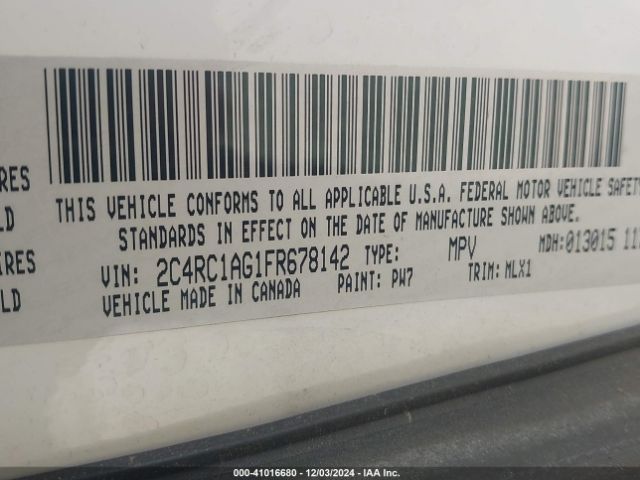 THIS VEHICLE CONFORMS TO ALL APPLICABLE U.S.A. FEDERAL MOTOR VEHICLE SAFETY
STANDARDS IN EFFECT ON THE DATE OF MANUFACTURE SHOWN ABOVE.
VIN: 2C4RC1AG1FR678142 TYPE: MPV MDH:013015 11
VEHICLE MADE IN CANADA PAINT: PW7 TRIM: MLX1
RES
LD
IRES
LD
000-41016680 - 12/03/2024 - IAA Inc.